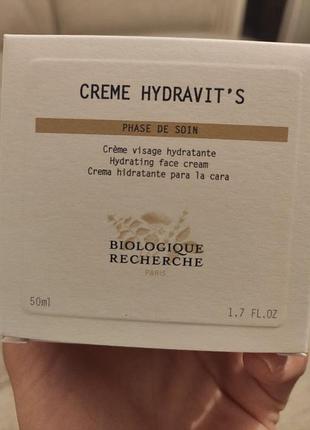 CREME HYDRAVIT'S
PHASE DE SOIN
Crème visage hydratante
Hydrating face cream
Crema hidratante para la cara
BIOLOGIQUE
RECHERCHE
PARIS
50ml
1.7 FL.OZ